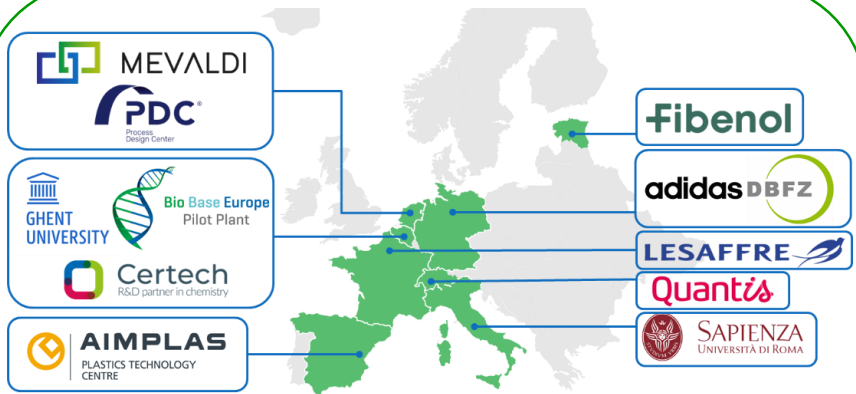 MEVALDI
PDC®
Process
Design Center
GHENT
UNIVERSITY
Bio Base Europe
Pilot Plant
Certech
R&D partner in chemistry
AIMPLAS
PLASTICS TECHNOLOGY
CENTRE
Fibenol
adidas DBFZ
LESAFFRE
Quantis
SAPIENZA
UNIVERSITÀ DI ROMA